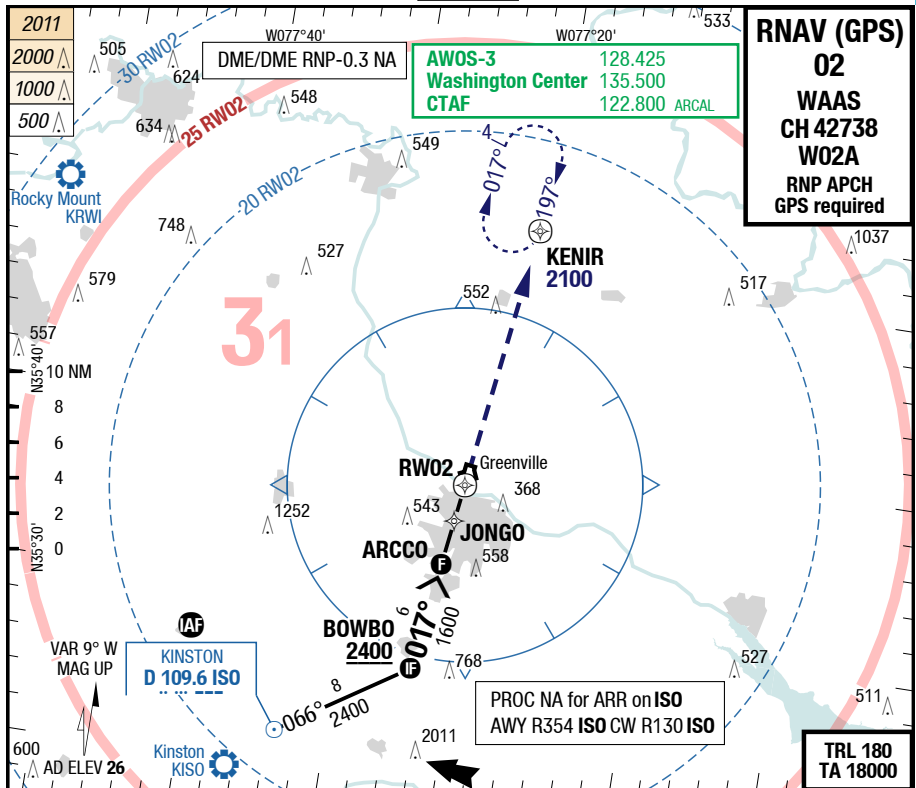 2011
2000
1000
500
505
624
634
30 RW02
25 RW02
20 RW02
W077°40'
W077°20'
533
DME/DME RNP-0.3 NA
AWOS-3 128.425
Washington Center 135.500
CTAF 122.800 ARCAL
RNAV (GPS)
02
WAAS
CH 42738
W02A
RNP APCH
GPS required
548
549
4
017°
197°
KENIR
2100
Rocky Mount
KRWI
748
527
579
557
1037
517
552
31
N35°40'
10 NM
8
6
4
2
0
N35°30'
RW02
Greenville
368
543
1252
JONGO
ARCCO
F
558
6
017°
1600
BOWBO
2400
IF
768
527
511
IAF
VAR 9° W
MAG UP
KINSTON
D 109.6 ISO
066°
8
2400
PROC NA for ARR on ISO
AWY R354 ISO CW R130 ISO
2011
600
AD ELEV 26
Kinston
KISO
TRL 180
TA 18000